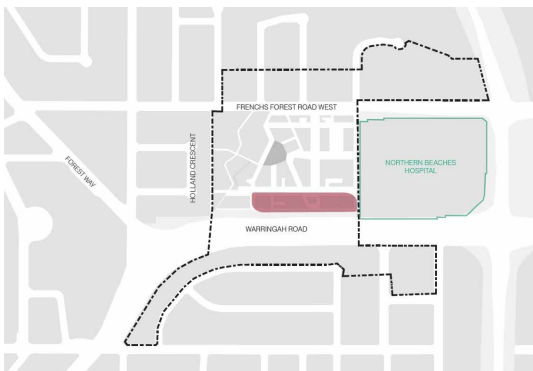 FRENCHS FOREST ROAD WEST
HOLLAND CRESCENT
FOREST WAY
NORTHERN BEACHES
HOSPITAL
WARRINGAH ROAD